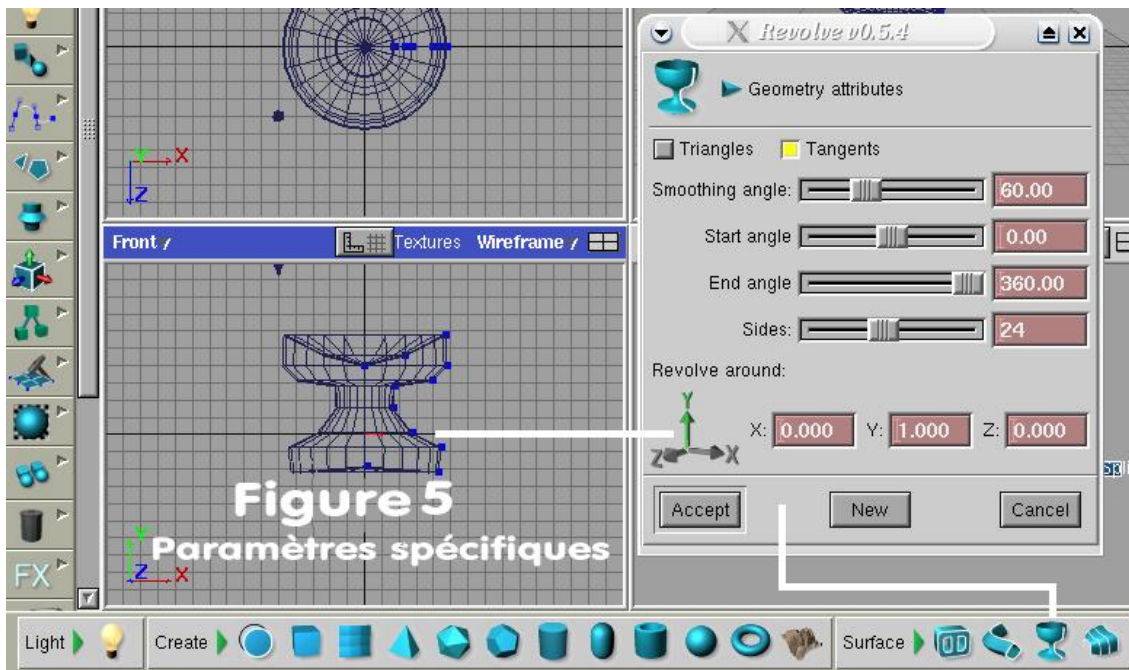 X Revolve v0.5.4
Geometry attributes
Triangles Tangents
Smoothing angle: 60.00
Start angle 0.00
End angle 360.00
Sides: 24
Revolve around:
Y
Z X
X: 0.000 Y: 1.000 Z: 0.000
Accept New Cancel
Y X
Z
Front Textures Wireframe
Figure 5
Paramètres spécifiques
Y
Z X
FX
Light Create Surface